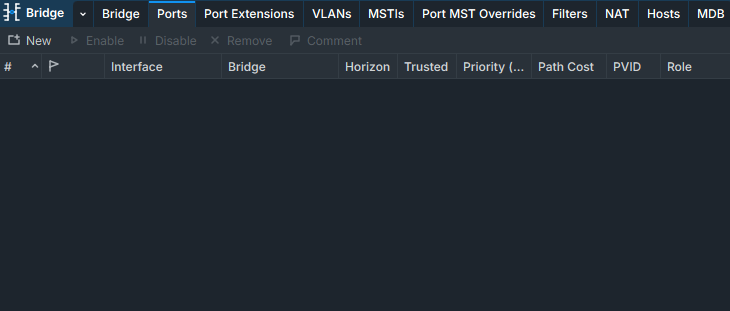 Bridge Bridge Ports Port Extensions VLANs MSTIs Port MST Overrides Filters NAT Hosts MDB
New Enable Disable Remove Comment
# Interface Bridge Horizon Trusted Priority (... Path Cost PVID Role